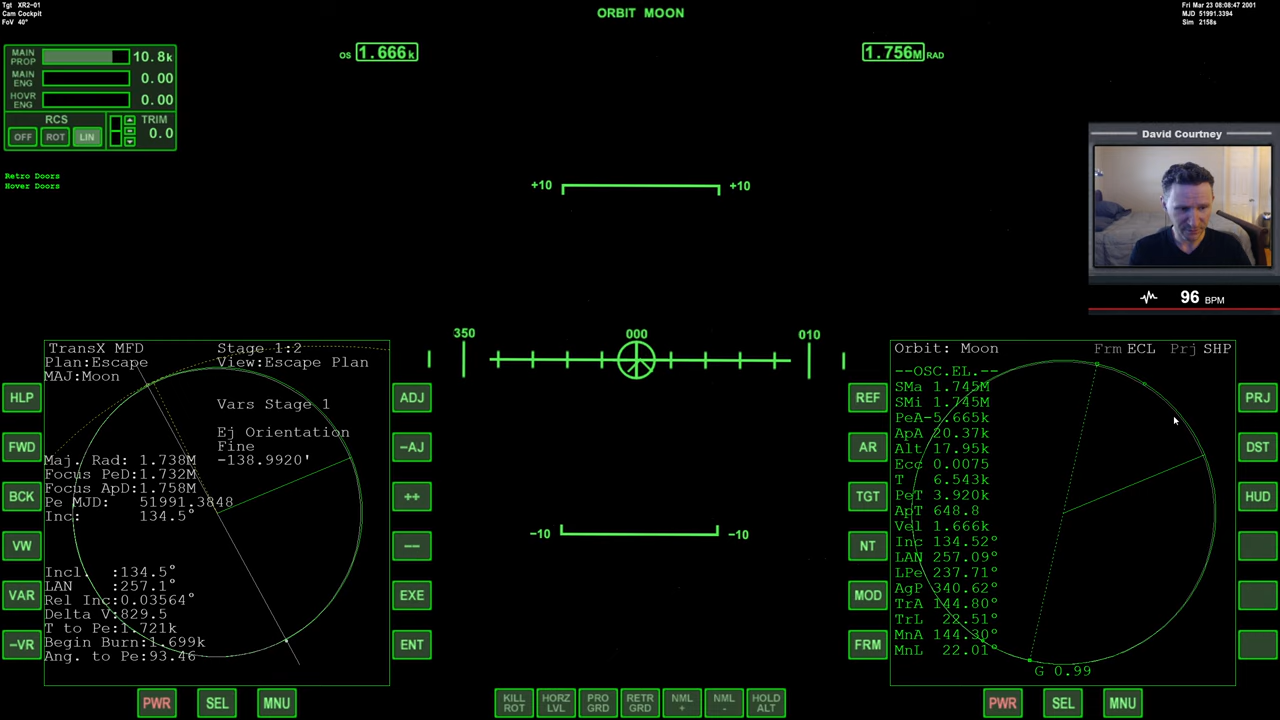 Tgt XR2-01
Cam Cockpit
FoV 40°
ORBIT MOON
Fri Mar 23 08:08:47 2001
MJD 51991.3394
Sim 2158s
MAIN PROP 10.8k
MAIN ENG 0.00
HOVR ENG 0.00
RCS TRIM
OFF ROT LIN 0.0
Retro Doors
Hover Doors
OS 1.666k
1.756M RAD
+10 +10
350 000 010
-10 -10
David Courtney
96 BPM
TransX MFD Stage 1:2
Plan:Escape View:Escape Plan
MAJ:Moon
Vars Stage 1
Ej Orientation
Fine
-138.9920'
Maj. Rad: 1.738M
Focus PeD:1.732M
Focus ApD:1.758M
Pe MJD: 51991.3848
Inc: 134.5°
Incl. :134.5°
LAN :257.1°
Rel Inc:0.03564°
Delta V:829.5
T to Pe:1.721k
Begin Burn:1.699k
Ang. to Pe:93.46
HLP
FWD
BCK
VW
VAR
-VR
ADJ
-AJ
++
--
EXE
ENT
PWR SEL MNU
KILL ROT
HORZ LVL
PRO GRD
RETR GRD
NML +
NML -
HOLD ALT
Orbit: Moon Frm ECL Prj SHP
--OSC.EL.--
SMa 1.745M
SMi 1.745M
PeA-5.665k
ApA 20.37k
Alt 17.95k
Ecc 0.0075
T 6.543k
PeT 3.920k
ApT 648.8
Vel 1.666k
Inc 134.52°
LAN 257.09°
LPe 237.71°
AgP 340.62°
TrA 144.80°
TrL 22.51°
MnA 144.30°
MnL 22.01°
G 0.99
REF
AR
TGT
NT
MOD
FRM
PRJ
DST
HUD
PWR SEL MNU